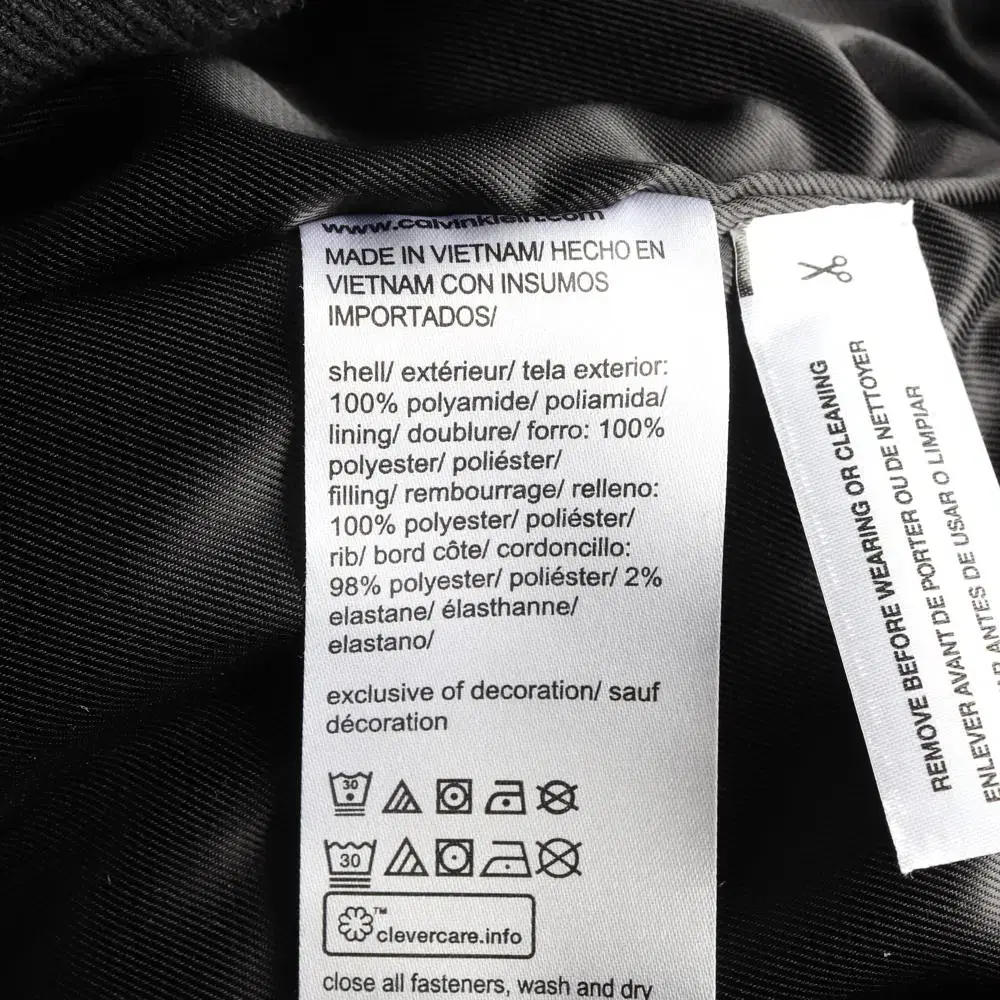 www.calvinklein.com
MADE IN VIETNAM/ HECHO EN
VIETNAM CON INSUMOS
IMPORTADOS/
shell/ extérieur/ tela exterior:
100% polyamide/ poliamida/
lining/ doublure/ forro: 100%
polyester/ poliéster/
filling/ rembourrage/ relleno:
100% polyester/ poliéster/
rib/ bord côte/ cordoncillo:
98% polyester/ poliéster/ 2%
elastane/ élasthanne/
elastano/
exclusive of decoration/ sauf
décoration
30
30
™
clevercare.info
close all fasteners, wash and dry
REMOVE BEFORE WEARING OR CLEANING
ENLEVER AVANT DE PORTER OU DE NETTOYER
ANTES DE USAR O LIMPIAR